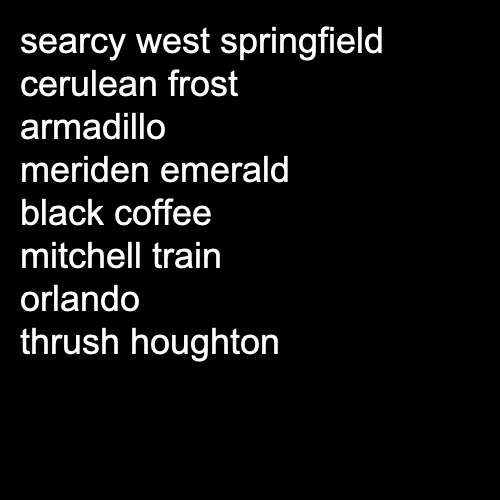 searcy west springfield
cerulean frost
armadillo
meriden emerald
black coffee
mitchell train
orlando
thrush houghton